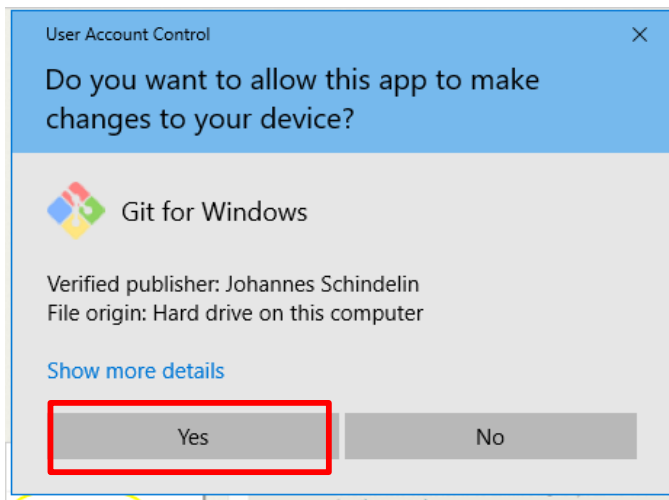 User Account Control
Do you want to allow this app to make
changes to your device?
Git for Windows
Verified publisher: Johannes Schindelin
File origin: Hard drive on this computer
Show more details
Yes
No